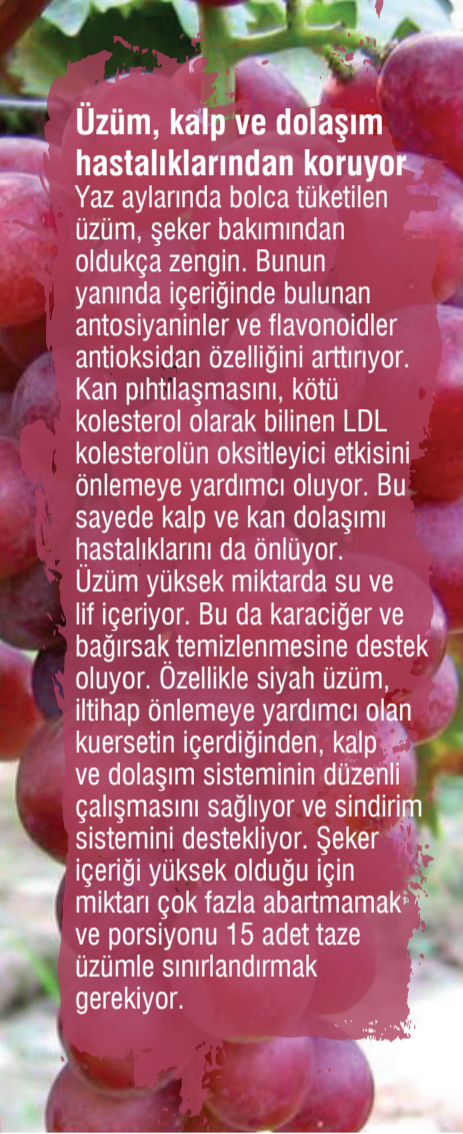 Üzüm, kalp ve dolaşım
hastalıklarından koruyor
Yaz aylarında bolca tüketilen
üzüm, şeker bakımından
oldukça zengin. Bunun
yanında içeriğinde bulunan
antosiyaninler ve flavonoidler
antioksidan özelliğini arttırıyor.
Kan pıhtılaşmasını, kötü
kolesterol olarak bilinen LDL
kolesterolün oksitleyici etkisini
önlemeye yardımcı oluyor. Bu
sayede kalp ve kan dolaşımı
hastalıklarını da önlüyor.
Üzüm yüksek miktarda su ve
lif içeriyor. Bu da karaciğer ve
bağırsak temizlenmesine destek
oluyor. Özellikle siyah üzüm,
iltihap önlemeye yardımcı olan
kuersetin içerdiğinden, kalp
ve dolaşım sisteminin düzenli
çalışmasını sağlıyor ve sindirim
sistemini destekliyor. Şeker
içeriği yüksek olduğu için
miktarı çok fazla abartmamak
ve porsiyonu 15 adet taze
üzümle sınırlandırmak
gerekiyor.